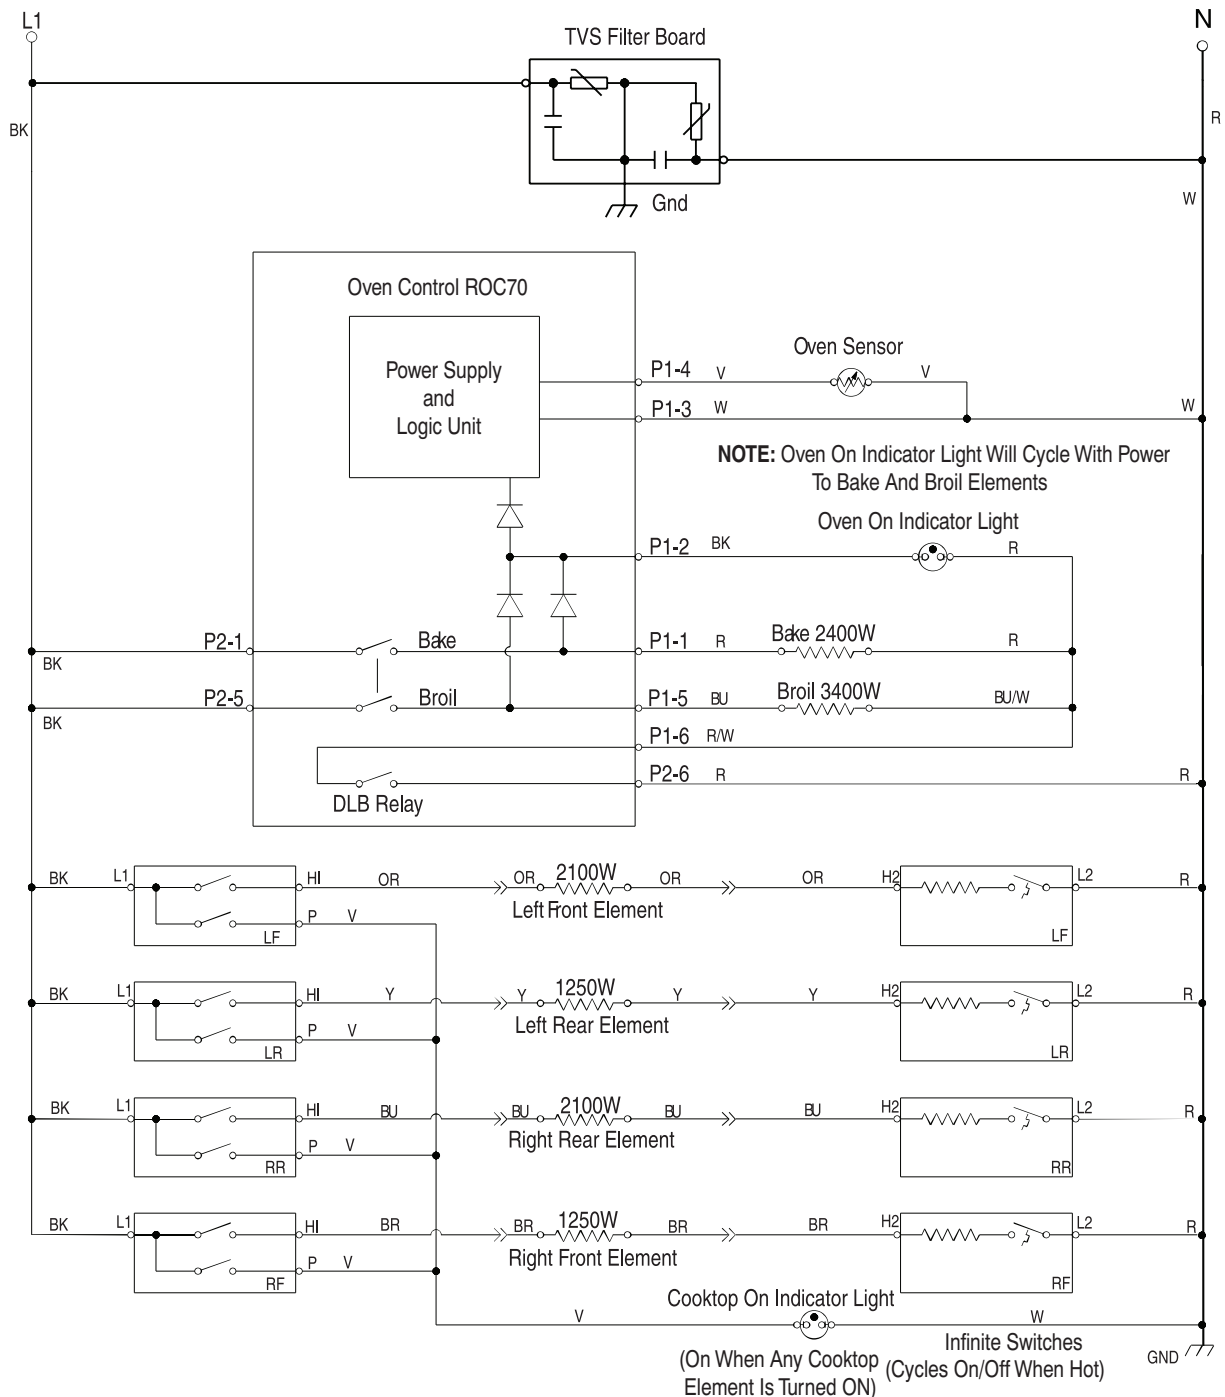 L1
N
TVS Filter Board
BK
R
Gnd
W
Oven Control ROC70
Power Supply
and
Logic Unit
Oven Sensor
P1-4 V V
P1-3 W W
NOTE: Oven On Indicator Light Will Cycle With Power
To Bake And Broil Elements
Oven On Indicator Light
P1-2 BK R
P2-1 Bake P1-1 R Bake 2400W R
BK
P2-5 Broil P1-5 BU Broil 3400W BU/W
BK
P1-6 R/W
P2-6 R R
DLB Relay
BK L1 HI OR OR 2100W OR OR H2 L2 R
P V Left Front Element
LF LF
BK L1 HI Y Y 1250W Y Y H2 L2 R
P V Left Rear Element
LR LR
BK L1 HI BU BU 2100W BU BU H2 L2 R
P V Right Rear Element
RR RR
BK L1 HI BR BR 1250W BR BR H2 L2 R
P V Right Front Element
RF RF
Cooktop On Indicator Light
V W
(On When Any Cooktop
Element Is Turned ON)
Infinite Switches
(Cycles On/Off When Hot)
GND